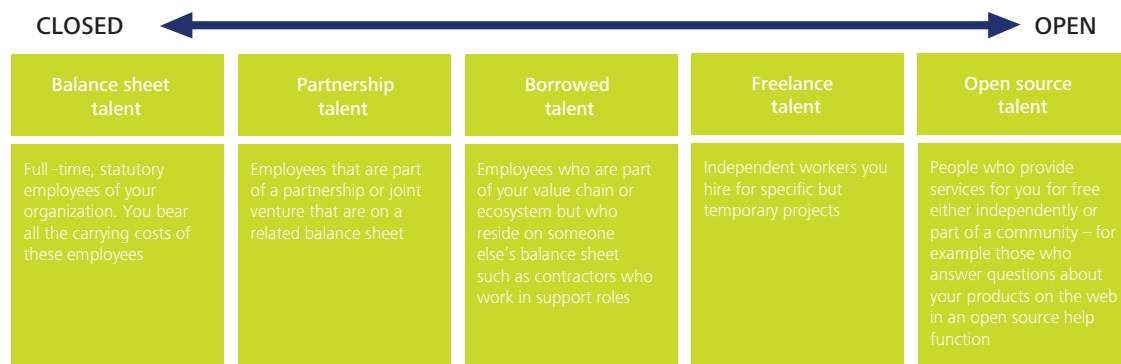 CLOSED
OPEN
Balance sheet
talent
Partnership
talent
Borrowed
talent
Freelance
talent
Open source
talent
Full -time, statutory
employees of your
organization. You bear
all the carrying costs of
these employees
Employees that are part
of a partnership or joint
venture that are on a
related balance sheet
Employees who are part
of your value chain or
ecosystem but who
reside on someone
else’s balance sheet
such as contractors who
work in support roles
Independent workers you
hire for specific but
temporary projects
People who provide
services for you for free
either independently or
part of a community – for
example those who
answer questions about
your products on the web
in an open source help
function